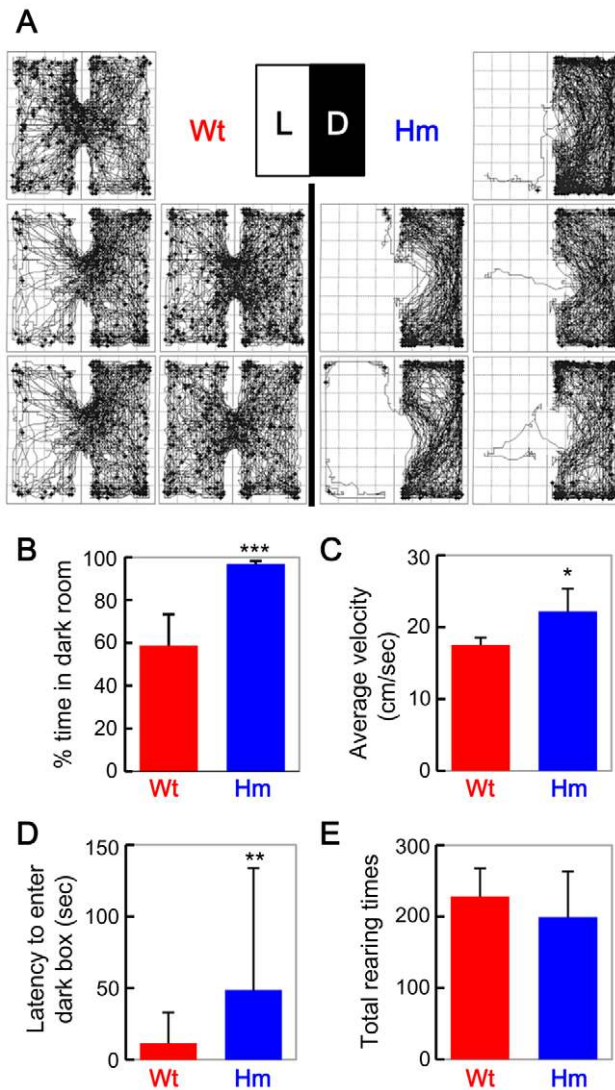 A
Wt
L
D
Hm
B
% time in dark room
100
80
60
40
20
0
***
Wt
Hm
C
Average velocity
(cm/sec)
30
20
10
0
*
Wt
Hm
D
Latency to enter
dark box (sec)
150
100
50
0
**
Wt
Hm
E
Total rearing times
300
200
100
0
Wt
Hm